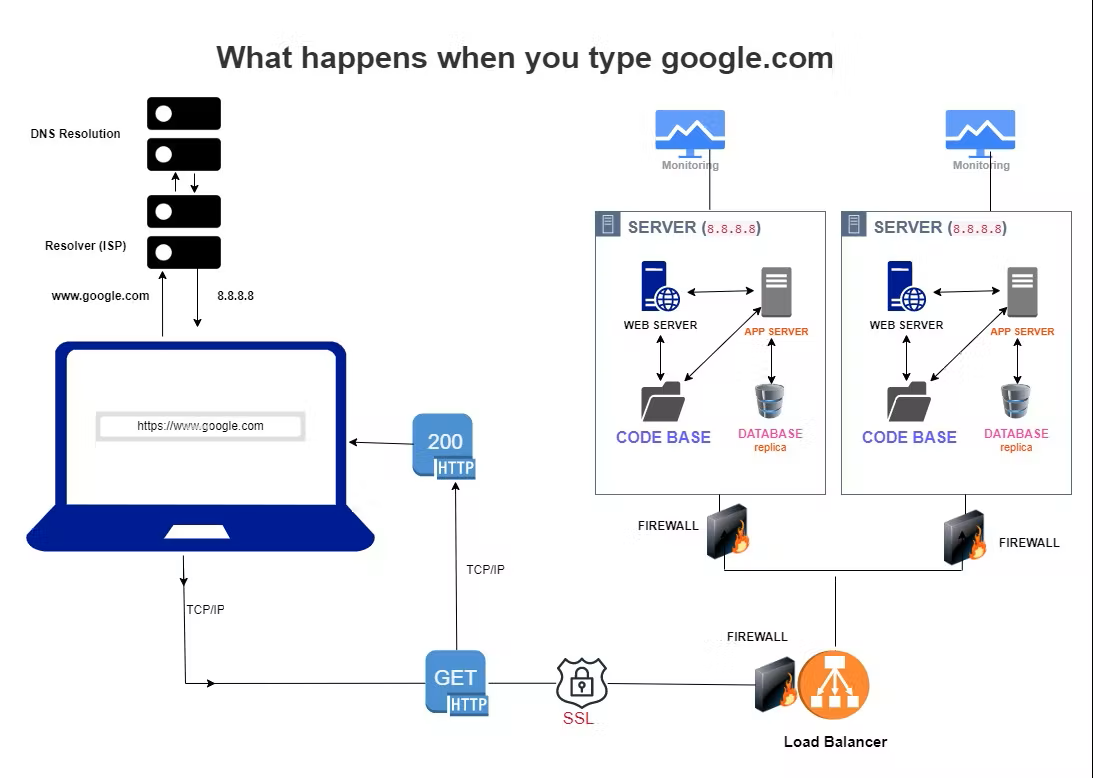 What happens when you type google.com
DNS Resolution
Resolver (ISP)
www.google.com
8.8.8.8
https://www.google.com
200
HTTP
TCP/IP
TCP/IP
GET
HTTP
SSL
FIREWALL
Load Balancer
Monitoring
SERVER (8.8.8.8)
WEB SERVER
APP SERVER
CODE BASE
DATABASE
replica
FIREWALL
Monitoring
SERVER (8.8.8.8)
WEB SERVER
APP SERVER
CODE BASE
DATABASE
replica
FIREWALL